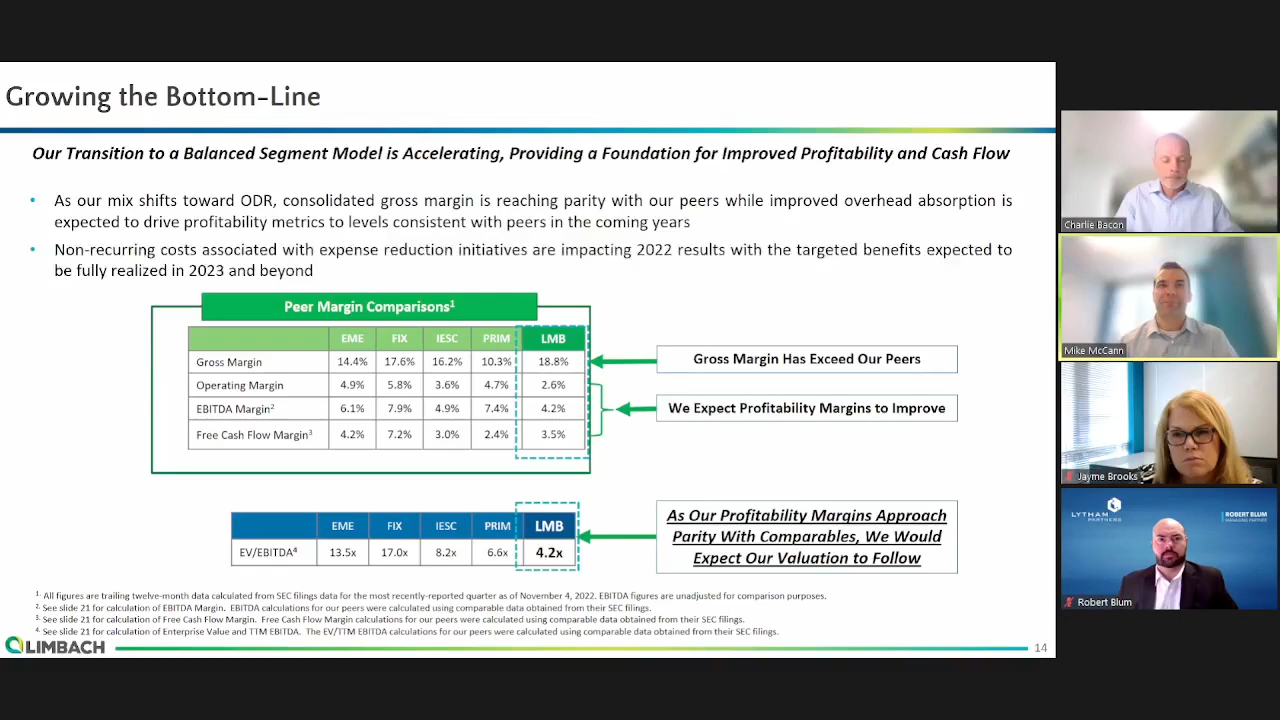 Growing the Bottom-Line
Our Transition to a Balanced Segment Model is Accelerating, Providing a Foundation for Improved Profitability and Cash Flow
• As our mix shifts toward ODR, consolidated gross margin is reaching parity with our peers while improved overhead absorption is
expected to drive profitability metrics to levels consistent with peers in the coming years
• Non-recurring costs associated with expense reduction initiatives are impacting 2022 results with the targeted benefits expected to
be fully realized in 2023 and beyond
Peer Margin Comparisons1
EME FIX IESC PRIM LMB
Gross Margin 14.4% 17.6% 16.2% 10.3% 18.8%
Operating Margin 4.9% 5.8% 3.6% 4.7% 2.6%
EBITDA Margin2 6.1% 7.9% 4.9% 7.4% 4.2%
Free Cash Flow Margin3 4.2% 7.2% 3.0% 2.4% 3.5%
Gross Margin Has Exceed Our Peers
We Expect Profitability Margins to Improve
EME FIX IESC PRIM LMB
EV/EBITDA4 13.5x 17.0x 8.2x 6.6x 4.2x
As Our Profitability Margins Approach
Parity With Comparables, We Would
Expect Our Valuation to Follow
1. All figures are trailing twelve-month data calculated from SEC filings data for the most recently-reported quarter as of November 4, 2022. EBITDA figures are unadjusted for comparison purposes.
2. See slide 21 for calculation of EBITDA Margin. EBITDA calculations for our peers were calculated using comparable data obtained from their SEC filings.
3. See slide 21 for calculation of Free Cash Flow Margin. Free Cash Flow Margin calculations for our peers were calculated using comparable data obtained from their SEC filings.
4. See slide 21 for calculation of Enterprise Value and TTM EBITDA. The EV/TTM EBITDA calculations for our peers were calculated using comparable data obtained from their SEC filings.
LIMBACH
14
Charlie Bacon
Mike McCann
Jayme Brooks
LYTHAM
PARTNERS
ROBERT BLUM
MANAGING PARTNER
Robert Blum